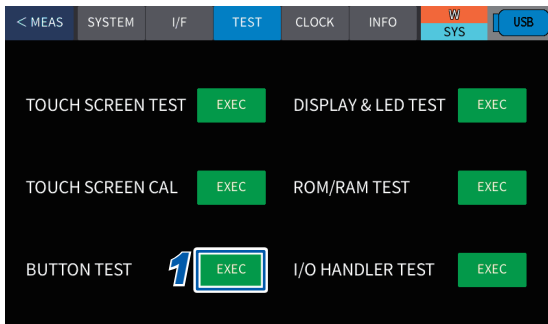 < MEAS SYSTEM I/F TEST CLOCK INFO W SYS USB
TOUCH SCREEN TEST EXEC DISPLAY & LED TEST EXEC
TOUCH SCREEN CAL EXEC ROM/RAM TEST EXEC
BUTTON TEST 1 EXEC I/O HANDLER TEST EXEC